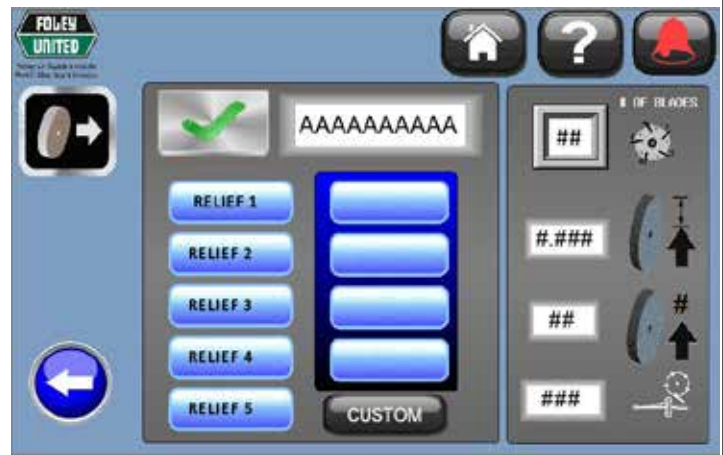 FOLEY
UNITED
?
AAAAAAAAAA
# OF BLADES
##
RELIEF 1
RELIEF 2
#.###
RELIEF 3
##
#
RELIEF 4
RELIEF 5
CUSTOM
###